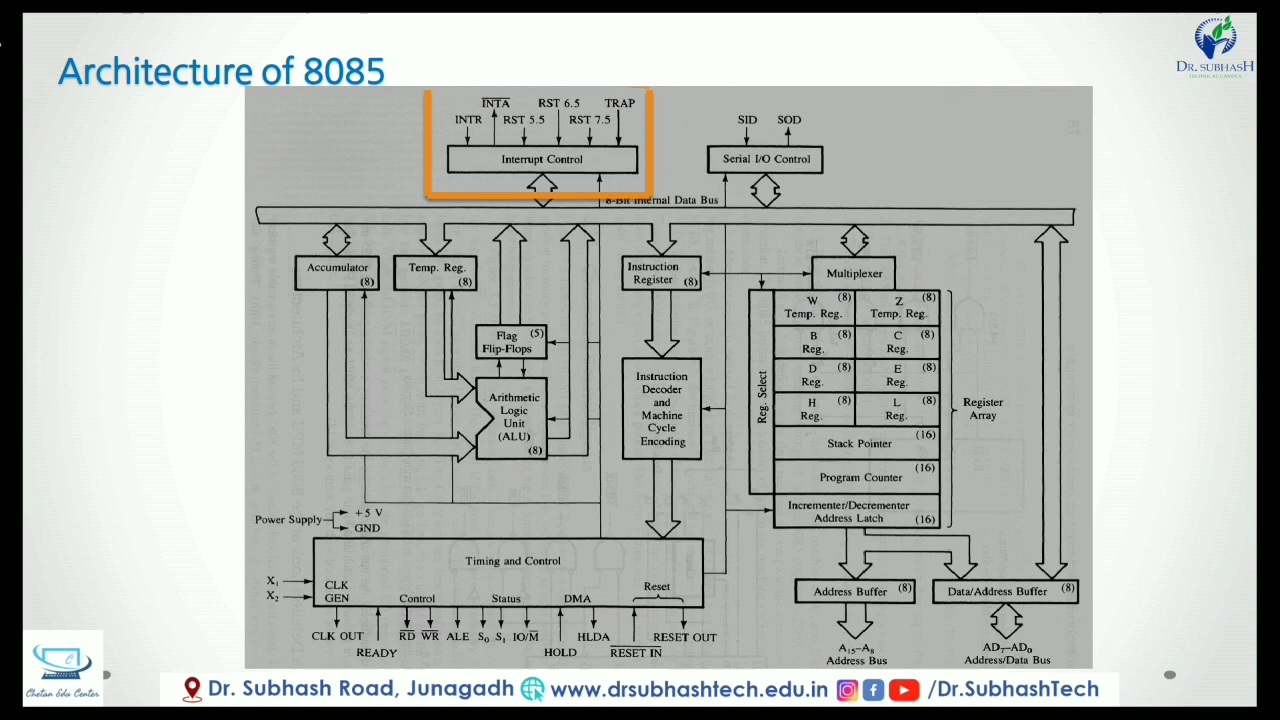 Architecture of 8085
DR. SUBHASH
TECHNICAL CAMPUS
INTA RST 6.5 TRAP
INTR RST 5.5 RST 7.5
Interrupt Control
SID SOD
Serial I/O Control
8-Bit Internal Data Bus
Accumulator
(8)
Temp. Reg.
(8)
Instruction
Register (8)
Multiplexer
Flag (5)
Flip-Flops
Arithmetic
Logic
Unit
(ALU)
(8)
Instruction
Decoder
and
Machine
Cycle
Encoding
Reg. Select
W (8) Z (8)
Temp. Reg. Temp. Reg.
B (8) C (8)
Reg. Reg.
D (8) E (8)
Reg. Reg.
H (8) L (8)
Reg. Reg.
Stack Pointer (16)
Program Counter (16)
Incrementer/Decrementer
Address Latch (16)
Register
Array
Power Supply
+5 V
GND
Timing and Control
X₁ CLK
X₂ GEN
Control Status DMA Reset
CLK OUT RD WR ALE S₀ S₁ IO/M HLDA RESET OUT
READY HOLD RESET IN
Address Buffer (8)
Data/Address Buffer (8)
A₁₅–A₈
Address Bus
AD₇–AD₀
Address/Data Bus
Chetan Edu Center
Dr. Subhash Road, Junagadh www.drsubhashtech.edu.in /Dr.SubhashTech